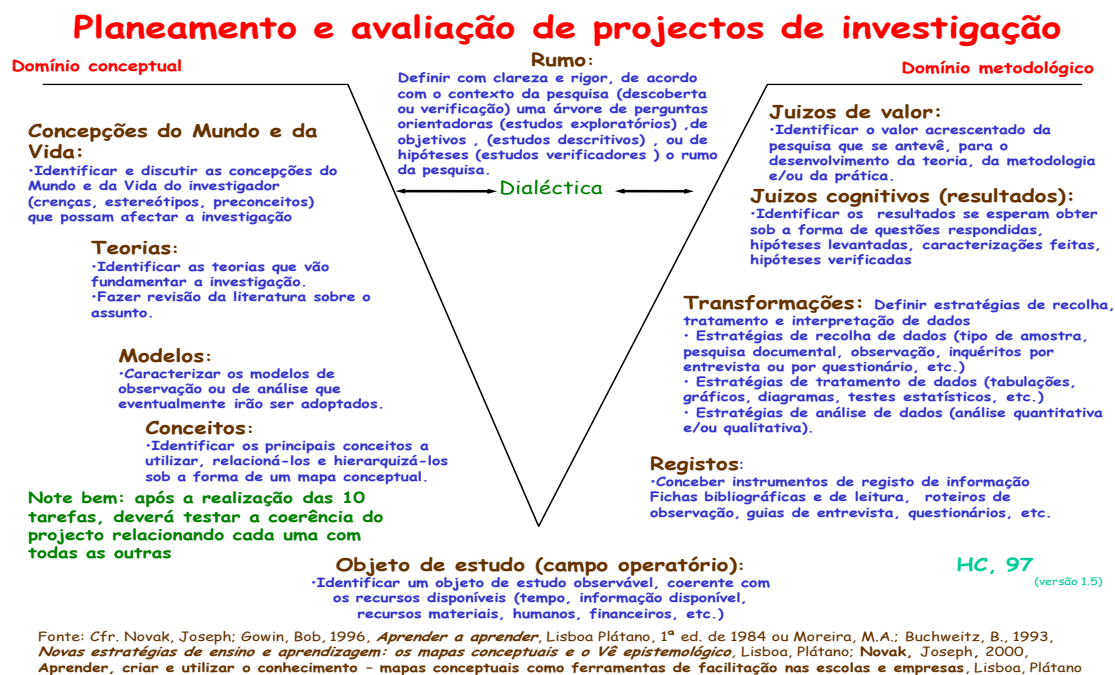 Planeamento e avaliação de projectos de investigação
Domínio conceptual
Rumo:
Definir com clareza e rigor, de acordo
com o contexto da pesquisa (descoberta
ou verificação) uma árvore de perguntas
orientadoras (estudos exploratórios) ,de
objetivos , (estudos descritivos) , ou de
hipóteses (estudos verificadores ) o rumo
da pesquisa.
Dialéctica
Domínio metodológico
Concepções do Mundo e da
Vida:
•Identificar e discutir as concepções do
Mundo e da Vida do investigador
(crenças, estereótipos, preconceitos)
que possam afectar a investigação
Teorias:
•Identificar as teorias que vão
fundamentar a investigação.
•Fazer revisão da literatura sobre o
assunto.
Modelos:
•Caracterizar os modelos de
observação ou de análise que
eventualmente irão ser adoptados.
Conceitos:
•Identificar os principais conceitos a
utilizar, relacioná-los e hierarquizá-los
sob a forma de um mapa conceptual.
Note bem: após a realização das 10
tarefas, deverá testar a coerência do
projecto relacionando cada uma com
todas as outras
Juizos de valor:
•Identificar o valor acrescentado da
pesquisa que se antevê, para o
desenvolvimento da teoria, da metodologia
e/ou da prática.
Juizos cognitivos (resultados):
•Identificar os resultados se esperam obter
sob a forma de questões respondidas,
hipóteses levantadas, caracterizações feitas,
hipóteses verificadas
Transformações: Definir estratégias de recolha,
tratamento e interpretação de dados
• Estratégias de recolha de dados (tipo de amostra,
pesquisa documental, observação, inquéritos por
entrevista ou por questionário, etc.)
• Estratégias de tratamento de dados (tabulações,
gráficos, diagramas, testes estatísticos, etc.)
• Estratégias de análise de dados (análise quantitativa
e/ou qualitativa).
Registos:
•Conceber instrumentos de registo de informação
Fichas bibliográficas e de leitura, roteiros de
observação, guias de entrevista, questionários, etc.
Objeto de estudo (campo operatório):
•Identificar um objeto de estudo observável, coerente com
os recursos disponíveis (tempo, informação disponível,
recursos materiais, humanos, financeiros, etc.)
HC, 97
(versão 1.5)
Fonte: Cfr. Novak, Joseph; Gowin, Bob, 1996, Aprender a aprender, Lisboa Plátano, 1ª ed. de 1984 ou Moreira, M.A.; Buchweitz, B., 1993,
Novas estratégias de ensino e aprendizagem: os mapas conceptuais e o Vê epistemológico, Lisboa, Plátano; Novak, Joseph, 2000,
Aprender, criar e utilizar o conhecimento – mapas conceptuais como ferramentas de facilitação nas escolas e empresas, Lisboa, Plátano